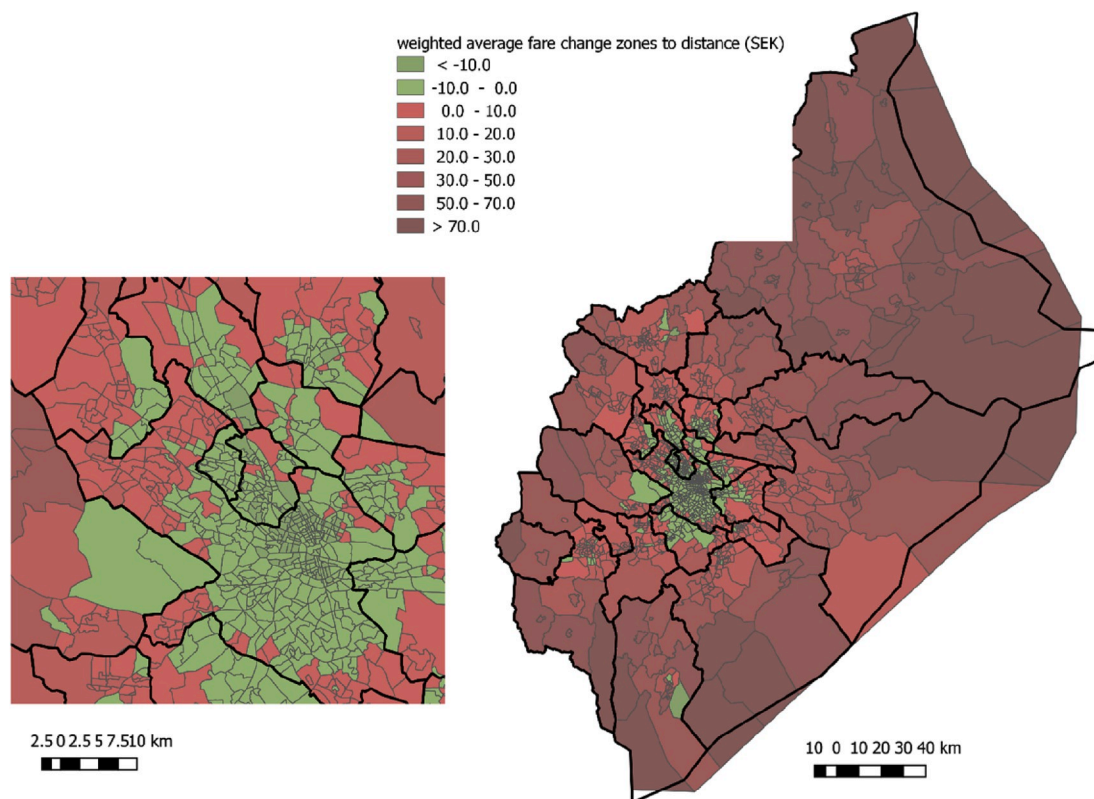 weighted average fare change zones to distance (SEK)
< -10.0
-10.0 - 0.0
0.0 - 10.0
10.0 - 20.0
20.0 - 30.0
30.0 - 50.0
50.0 - 70.0
> 70.0
2.5 0 2.5 5 7.510 km
10 0 10 20 30 40 km